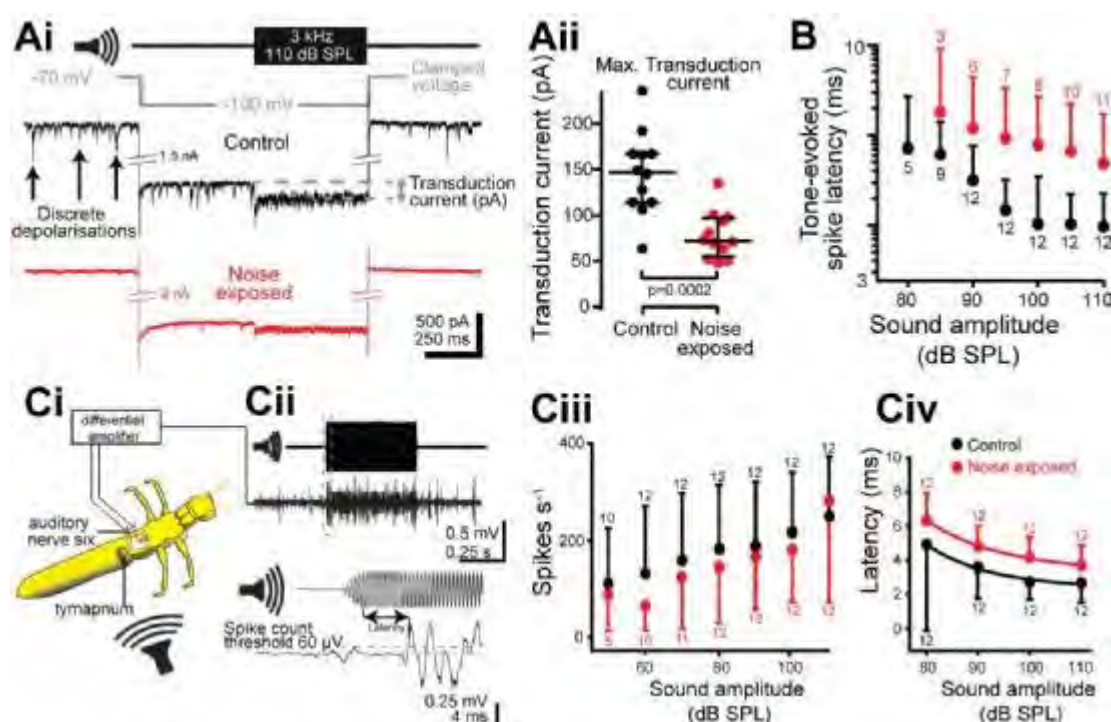 Ai
3 kHz
110 dB SPL
-70 mV
-100 mV
Clamped
voltage
Control
1.5 nA
Transduction
current (pA)
Discrete
depolarisations
Noise
exposed
2 nA
500 pA
250 ms
Aii
Max. Transduction
current
Transduction current (pA)
200
150
100
50
0
p=0.0002
Control
Noise
exposed
B
Tone-evoked
spike latency (ms)
10
3
3
6
7
8
10
11
5
9
12
12
12
12
12
80
90
100
110
Sound amplitude
(dB SPL)
Ci
differential
amplifier
auditory
nerve six
tymapnum
Cii
0.5 mV
0.25 s
Latency
Spike count
threshold 60 µV
0.25 mV
4 ms
Ciii
Spikes s⁻¹
400
200
0
10
12
12
12
12
12
12
5
10
11
12
12
12
60
80
100
Sound amplitude
(dB SPL)
Civ
Control
Noise exposed
Latency (ms)
10
8
6
4
2
0
12
12
12
12
12
12
12
12
80
90
100
110
Sound amplitude
(dB SPL)